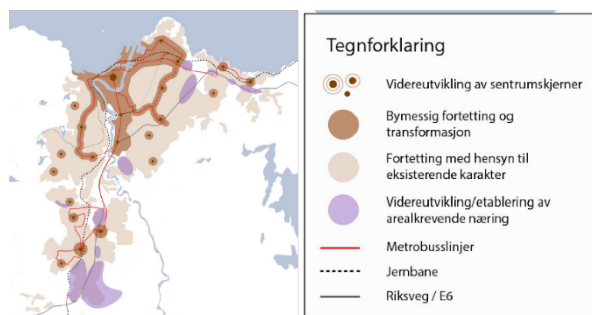 Tegnforklaring
Videreutvikling av sentrumskjerner
Bymessig fortetting og
transformasjon
Fortetting med hensyn til
eksisterende karakter
Videreutvikling/etablering av
arealkrevende næring
Metrobusslinjer
Jernbane
Riksveg / E6